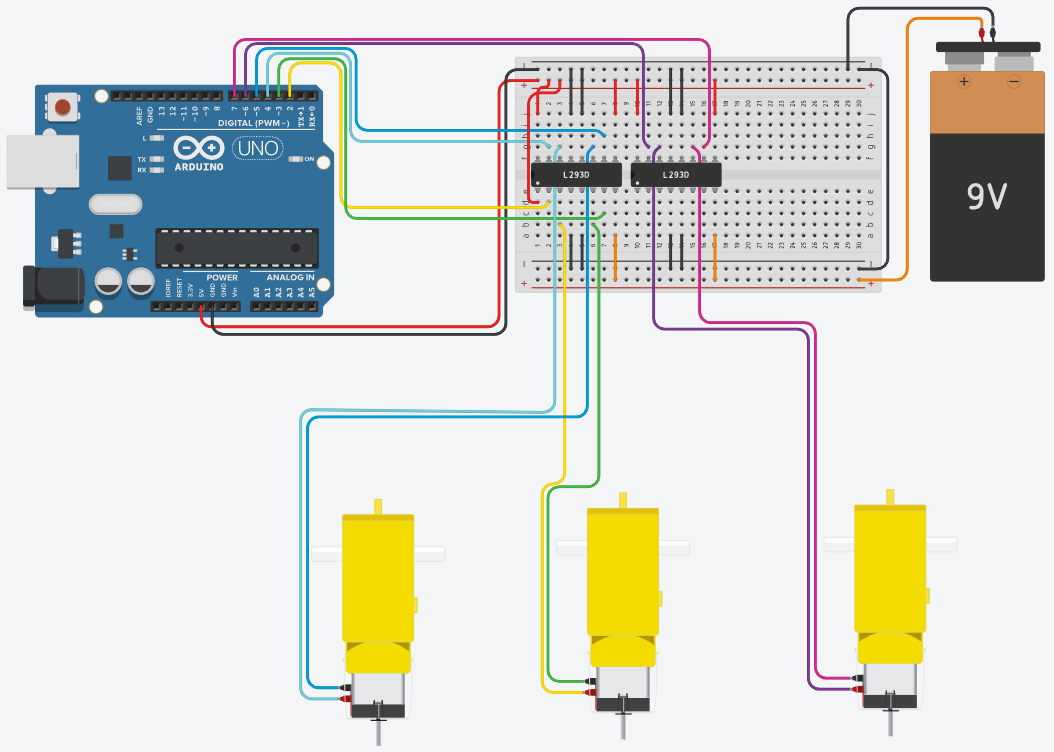 AREF
GND
13
12
~11
~10
~9
8
7
~6
~5
4
~3
2
TX→1
RX←0
DIGITAL (PWM~)
L
TX
RX
ARDUINO
UNO
ON
POWER
ANALOG IN
IOREF
RESET
3.3V
5V
GND
GND
Vin
A0
A1
A2
A3
A4
A5
L293D
L293D
9V
+
−